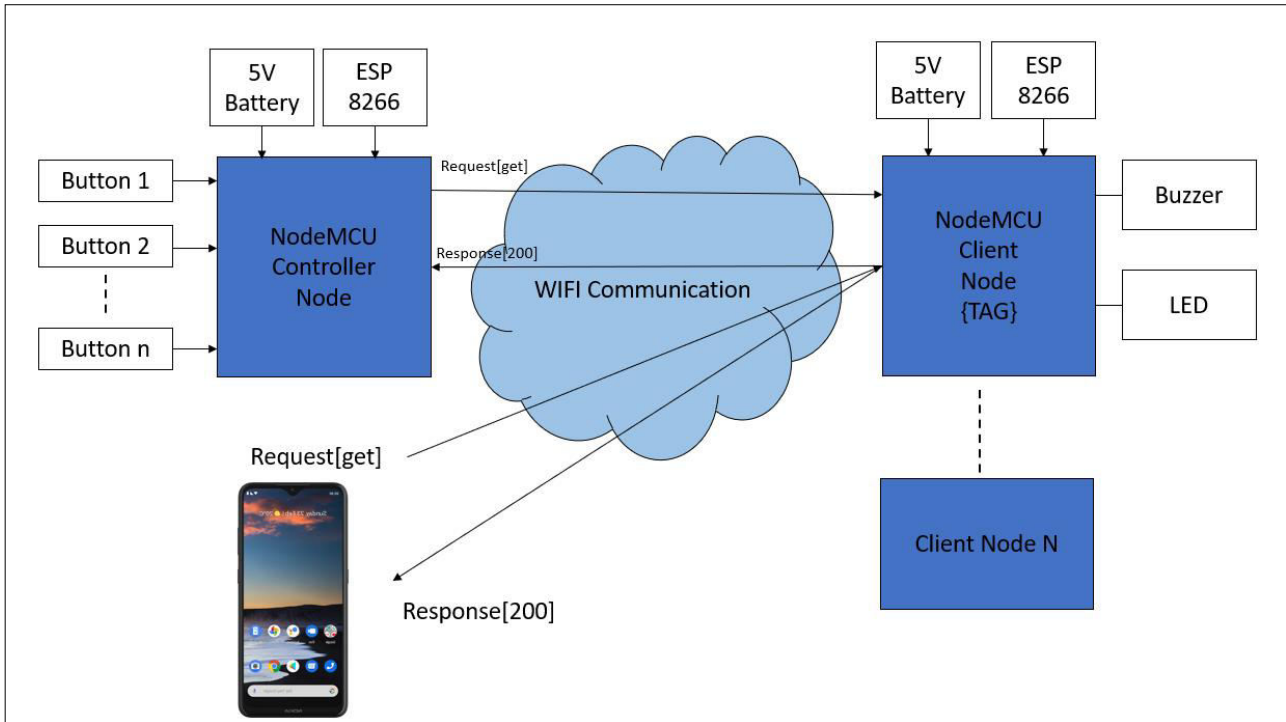 5V
Battery
ESP
8266
5V
Battery
ESP
8266
Button 1
Button 2
Button n
NodeMCU
Controller
Node
Request[get]
Response[200]
WIFI Communication
NodeMCU
Client
Node
{TAG}
Buzzer
LED
Request[get]
Response[200]
Client Node N